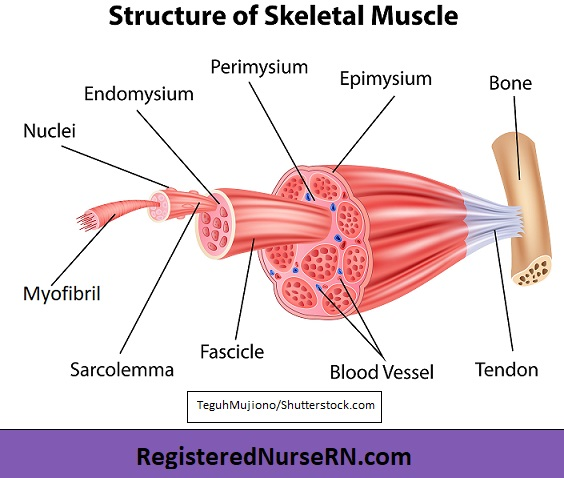 Structure of Skeletal Muscle
Perimysium
Epimysium
Bone
Endomysium
Nuclei
Myofibril
Sarcolemma
Fascicle
Blood Vessel
Tendon
TeguhMujiono/Shutterstock.com
RegisteredNurseRN.com